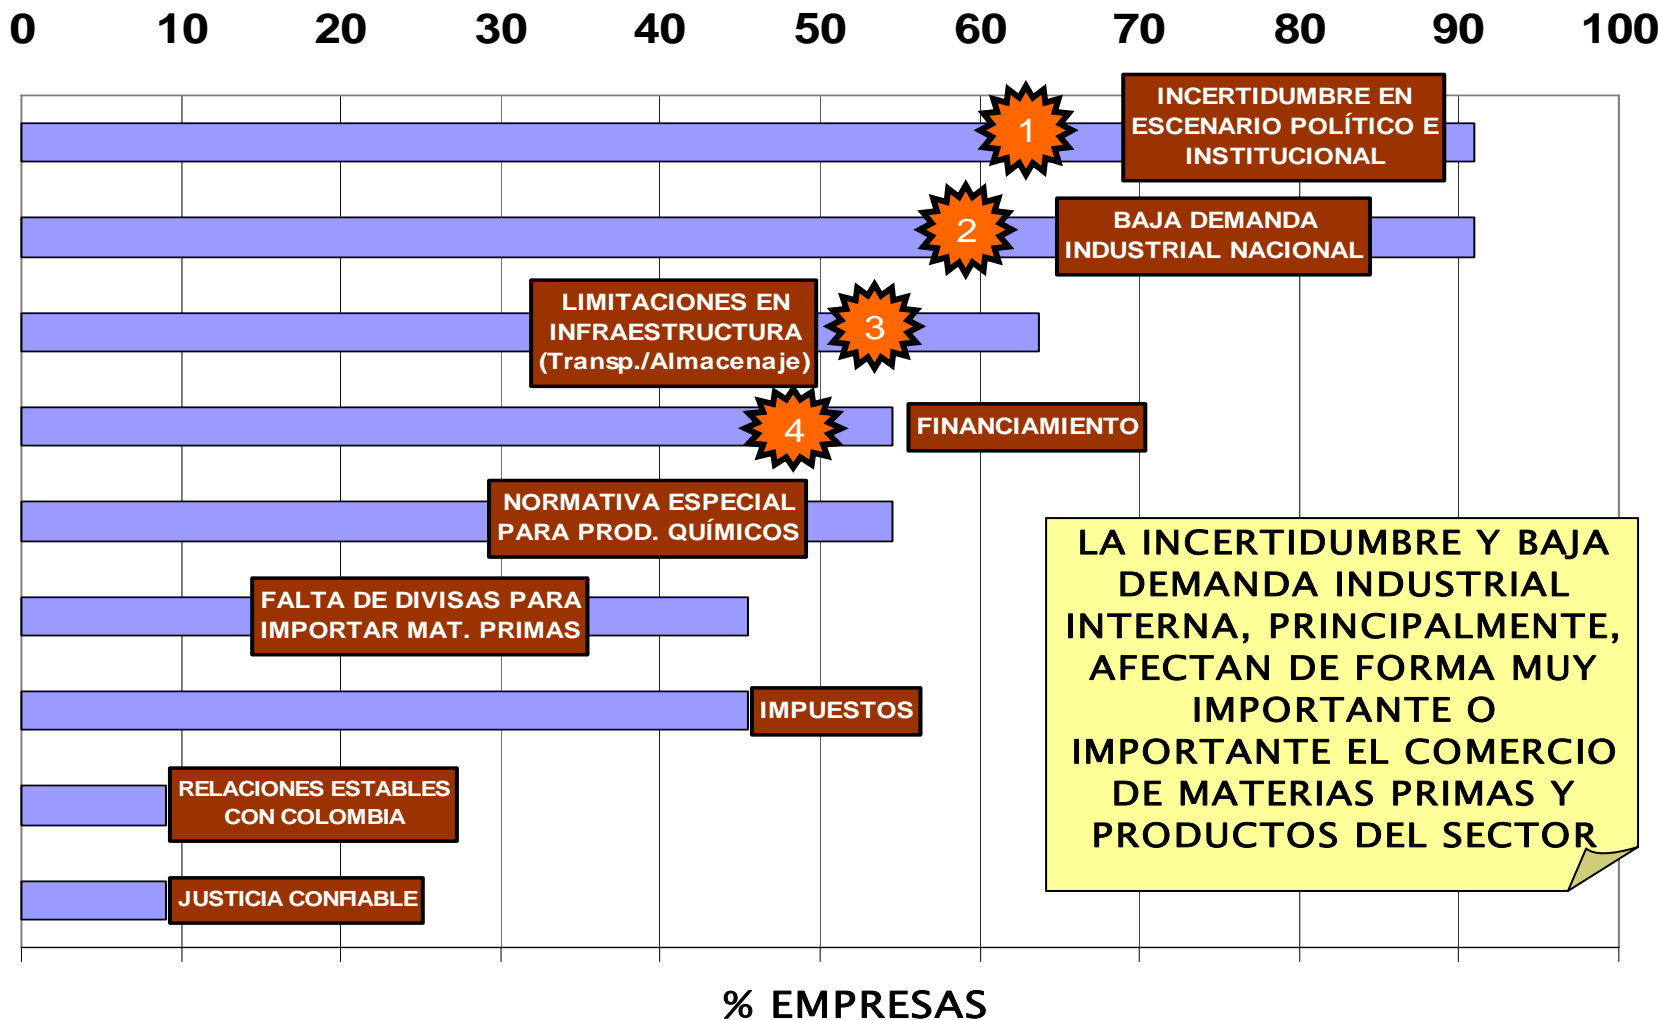 0 10 20 30 40 50 60 70 80 90 100
INCERTIDUMBRE EN
ESCENARIO POLÍTICO E
INSTITUCIONAL
1
BAJA DEMANDA
INDUSTRIAL NACIONAL
2
LIMITACIONES EN
INFRAESTRUCTURA
(Transp./Almacenaje)
3
4
FINANCIAMIENTO
NORMATIVA ESPECIAL
PARA PROD. QUÍMICOS
FALTA DE DIVISAS PARA
IMPORTAR MAT. PRIMAS
IMPUESTOS
RELACIONES ESTABLES
CON COLOMBIA
JUSTICIA CONFIABLE
LA INCERTIDUMBRE Y BAJA
DEMANDA INDUSTRIAL
INTERNA, PRINCIPALMENTE,
AFECTAN DE FORMA MUY
IMPORTANTE O
IMPORTANTE EL COMERCIO
DE MATERIAS PRIMAS Y
PRODUCTOS DEL SECTOR
% EMPRESAS